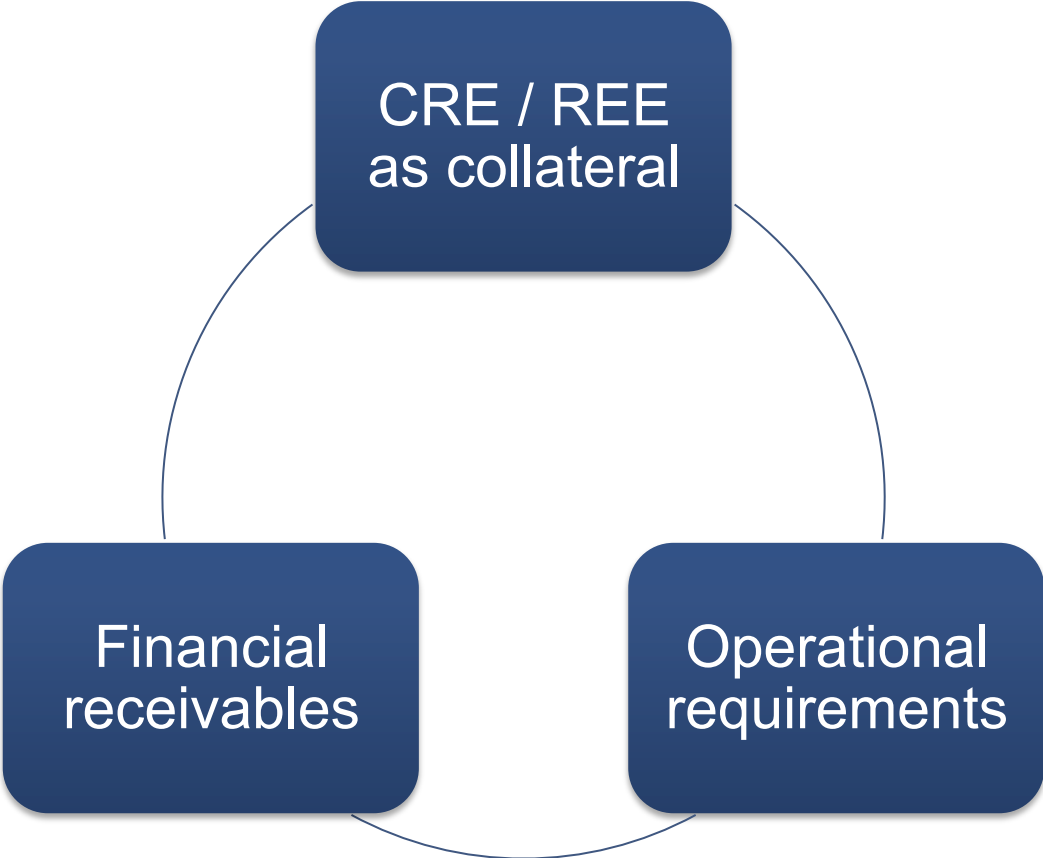 CRE / REE
as collateral
Financial
receivables
Operational
requirements